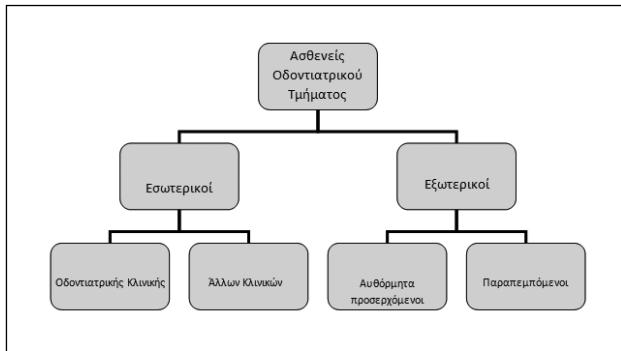 Ασθενείς
Οδοντιατρικού
Τμήματος
Εσωτερικοί
Εξωτερικοί
Οδοντιατρικής Κλινικής
Άλλων Κλινικών
Αυθόρμητα
προσερχόμενοι
Παραπεμπόμενοι